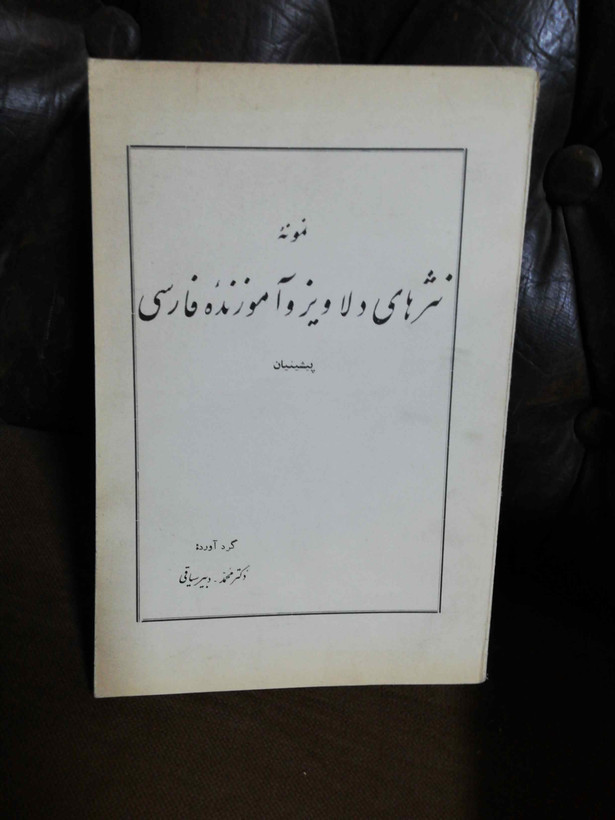 نمونهٔ
نثرهای دلاویز و آموزندهٔ فارسی
پیشینیان
گرد آورده:
دکتر محمد . دبیرسیاقی